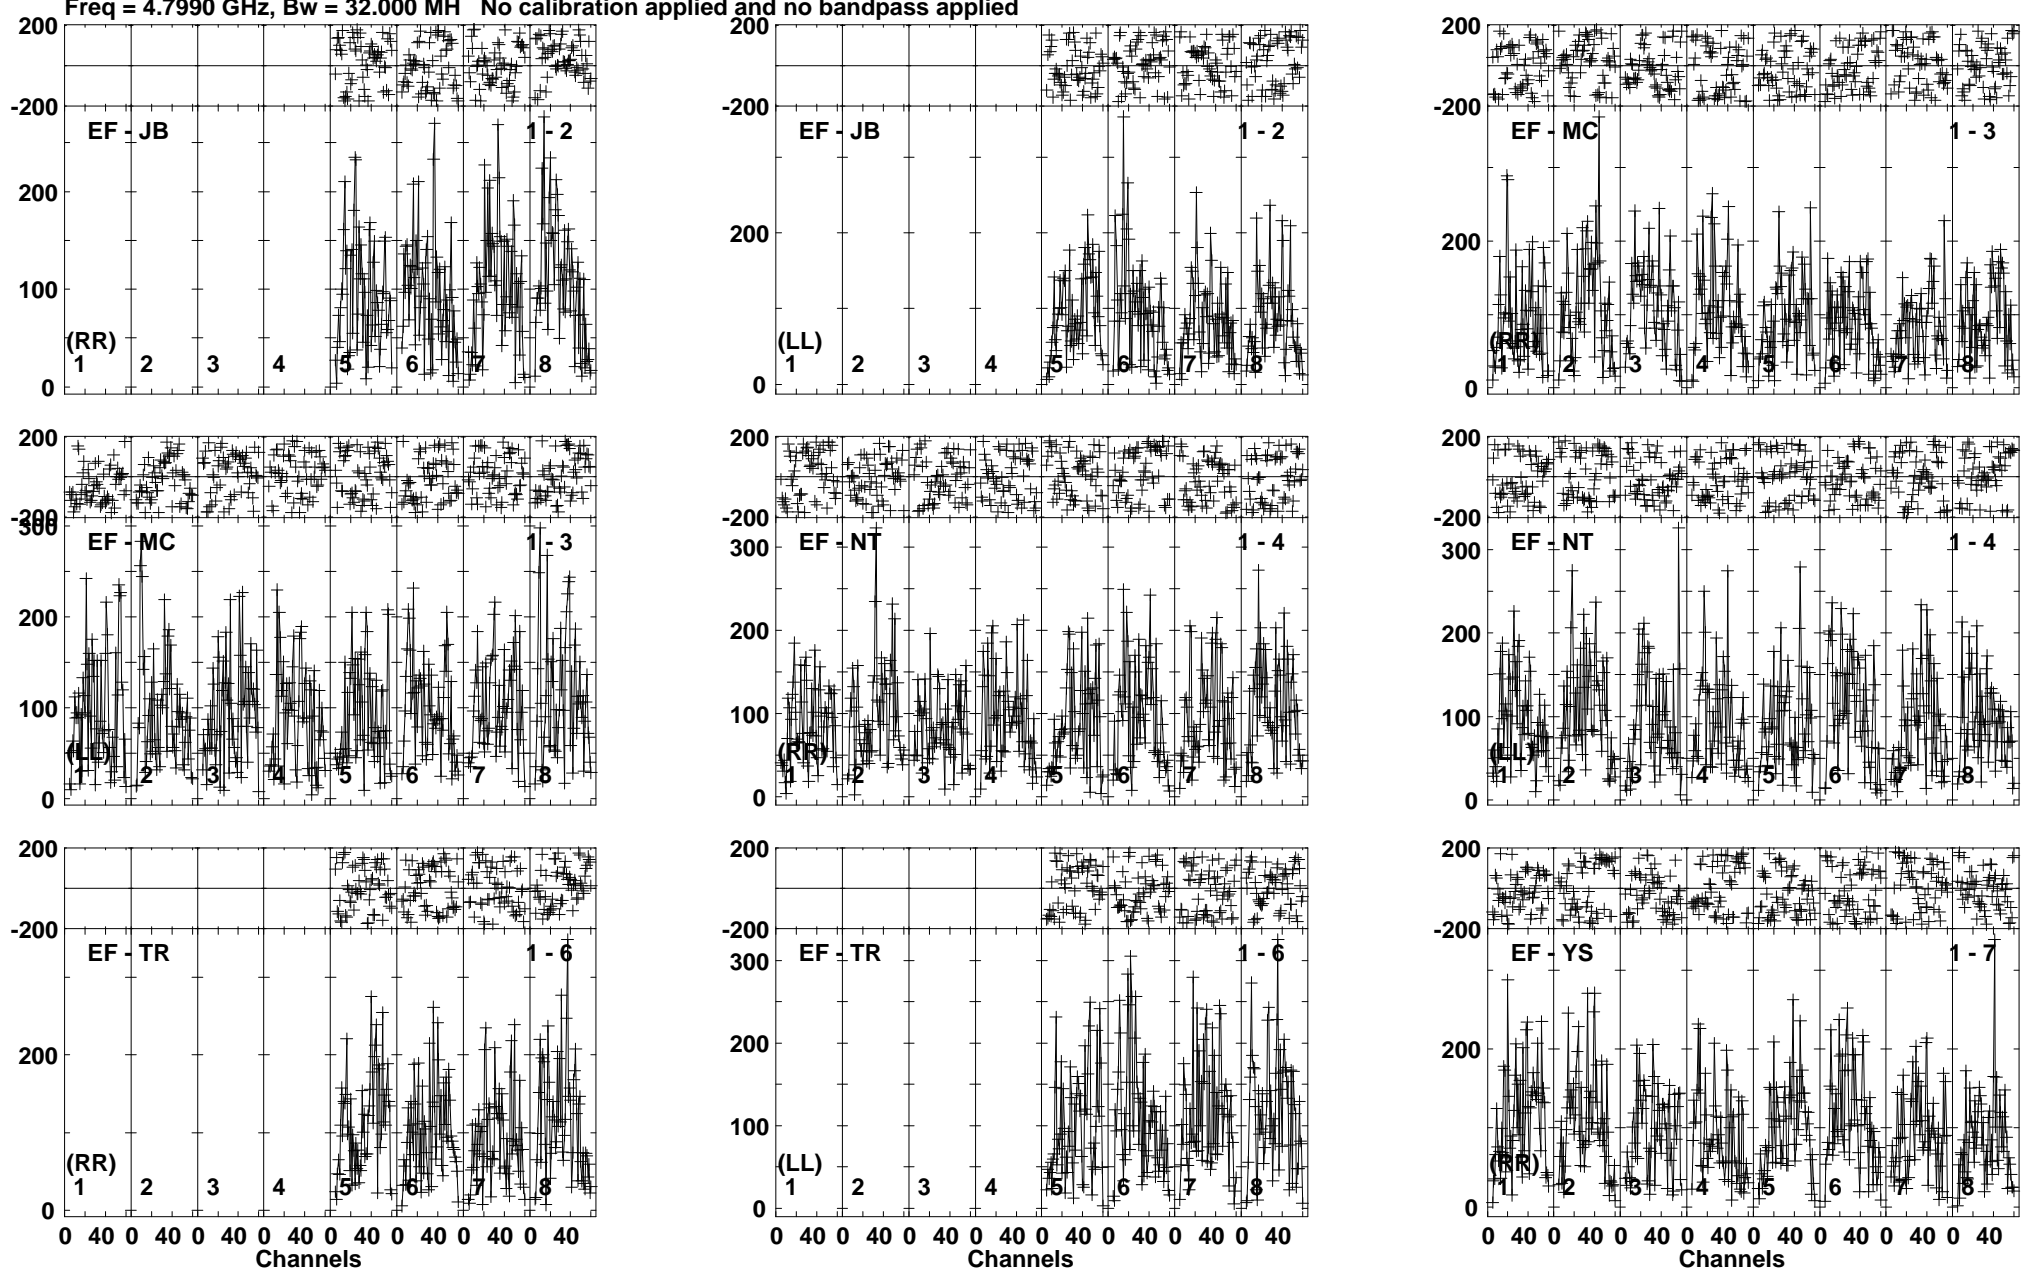 Freq = 4.7990 GHz, Bw = 32.000 MH No calibration applied and no bandpass applied
200 200 200
-200 -200 -200
EF - JB 1 - 2 EF - JB 1 - 2 EF - MC 1 - 3
200 200 200
100
(RR) (LL) (RR)
1 2 3 4 5 6 7 8 1 2 3 4 5 6 7 8 1 2 3 4 5 6 7 8
0 0 0
200 200 200
-200 -200 -200
300 300 300
EF - MC 1 - 3 EF - NT 1 - 4 EF - NT 1 - 4
200 200 200
100 100 100
(LL) (RR) (LL)
1 2 3 4 5 6 7 8 1 2 3 4 5 6 7 8 1 2 3 4 5 6 7 8
0 0 0
200 200 200
-200 -200 -200
EF - TR 1 - 6 EF - TR 1 - 6 EF - YS 1 - 7
300
200 200 200
100
(RR) (LL) (RR)
1 2 3 4 5 6 7 8 1 2 3 4 5 6 7 8 1 2 3 4 5 6 7 8
0 0 0
0 40 0 40 0 40 0 40 0 40 0 40 0 40 0 40 0 40 0 40 0 40 0 40 0 40 0 40 0 40 0 40 0 40 0 40 0 40 0 40 0 40 0 40 0 40 0 40
Channels Channels Channels